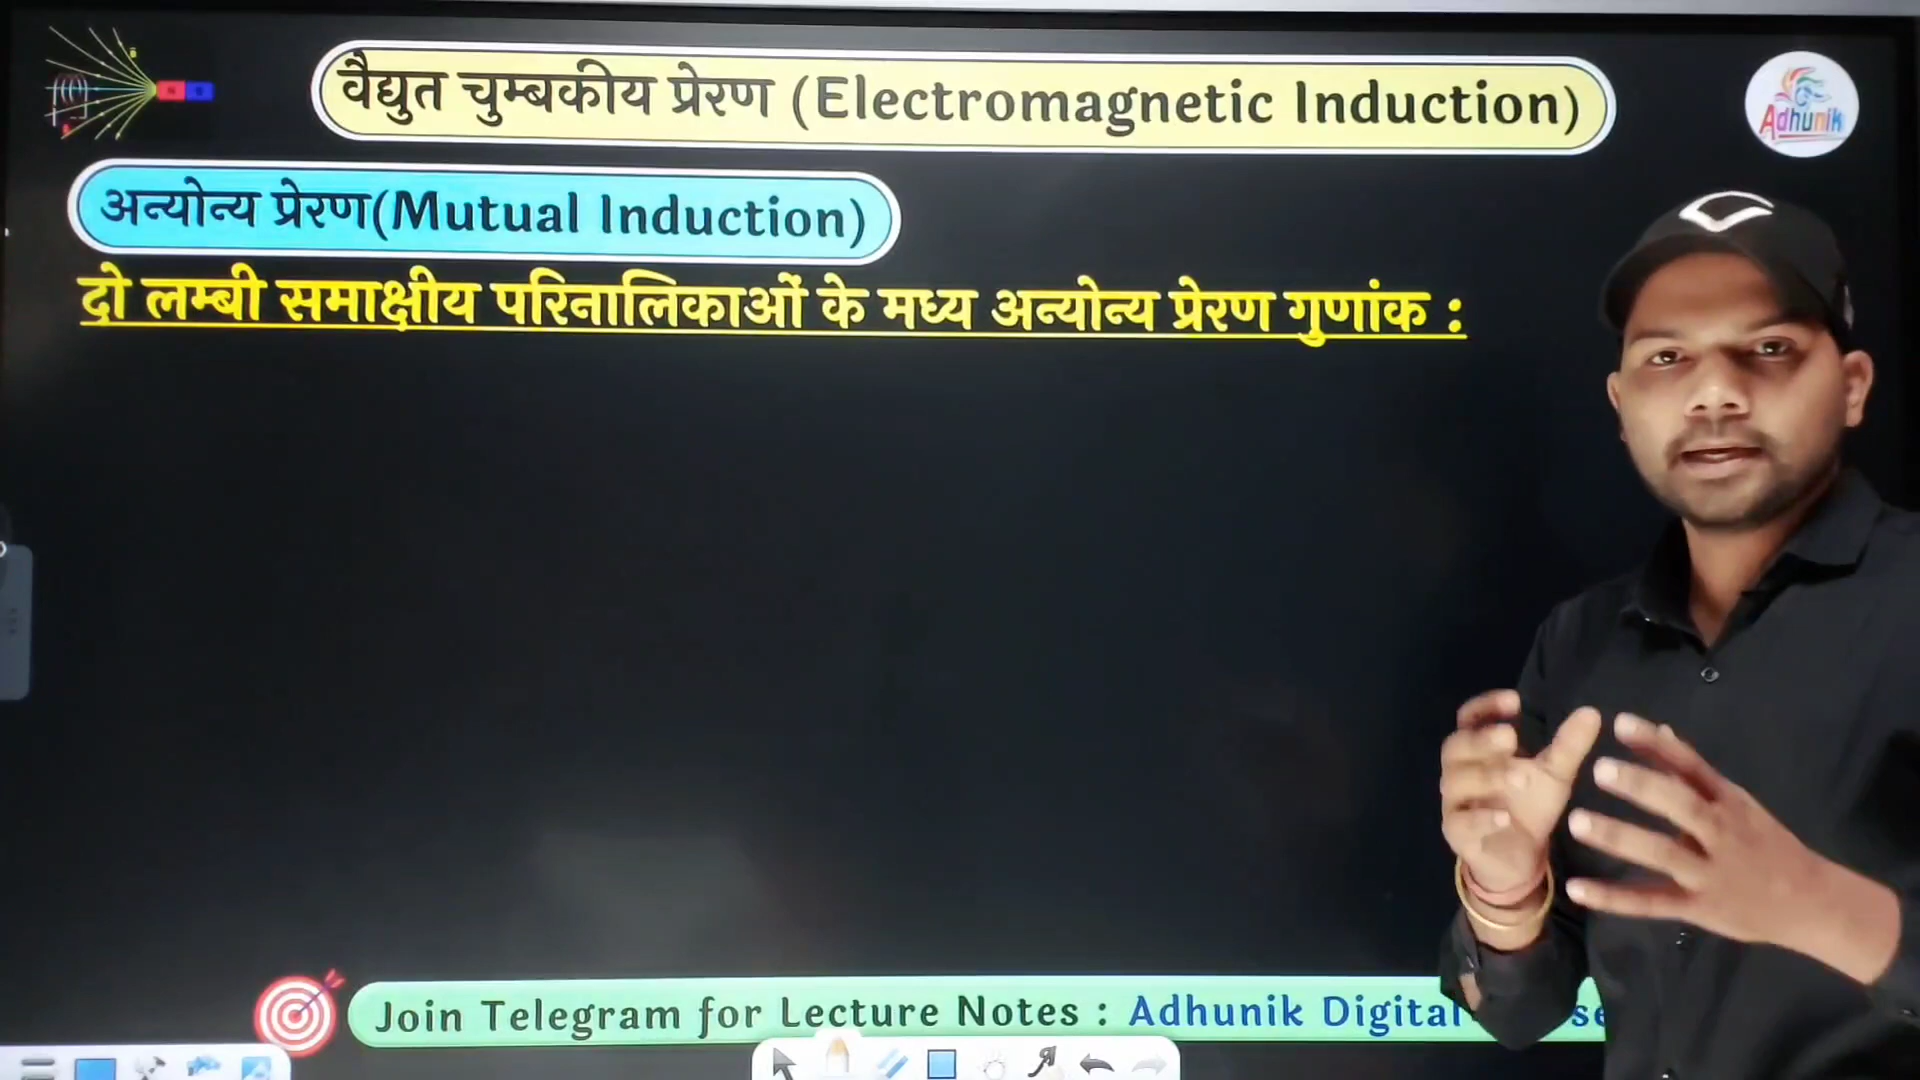 वैद्युत चुम्बकीय प्रेरण (Electromagnetic Induction)
Adhunik
अन्योन्य प्रेरण(Mutual Induction)
दो लम्बी समाक्षीय परिनालिकाओं के मध्य अन्योन्य प्रेरण गुणांक :
Join Telegram for Lecture Notes : Adhunik Digital